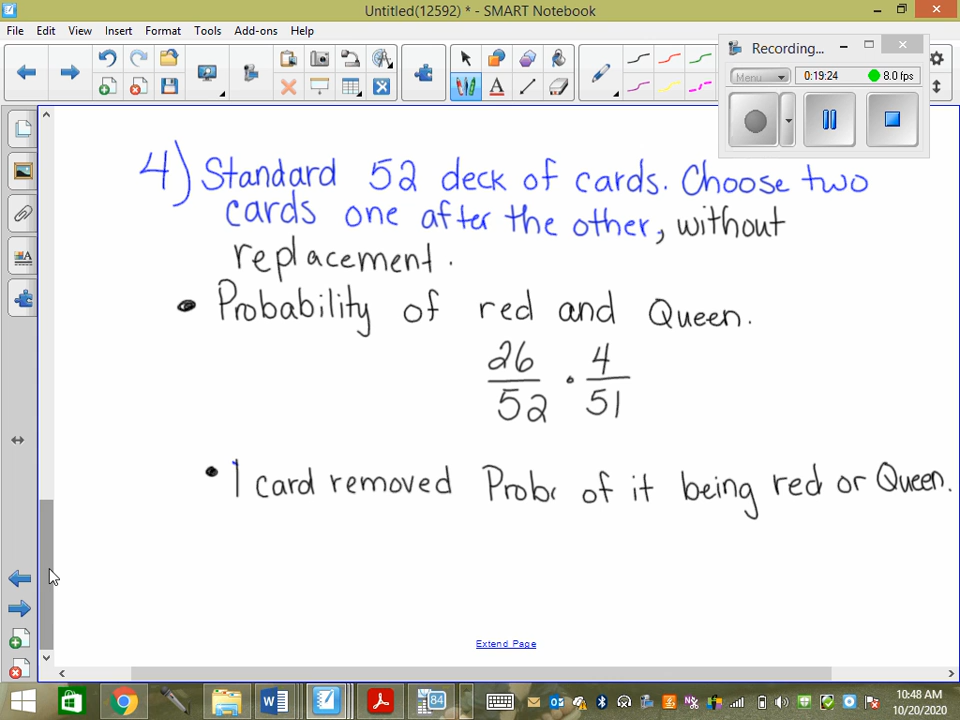 Untitled(12592) * - SMART Notebook
File Edit View Insert Format Tools Add-ons Help
Recording...
Menu 0:19:24 8.0 fps
4) Standard 52 deck of cards. Choose two
cards one after the other, without
replacement.
• Probability of red and Queen.
26 4
52 • 51
• 1 card removed Prob of it being red or Queen.
Extend Page
84
10:48 AM
10/20/2020